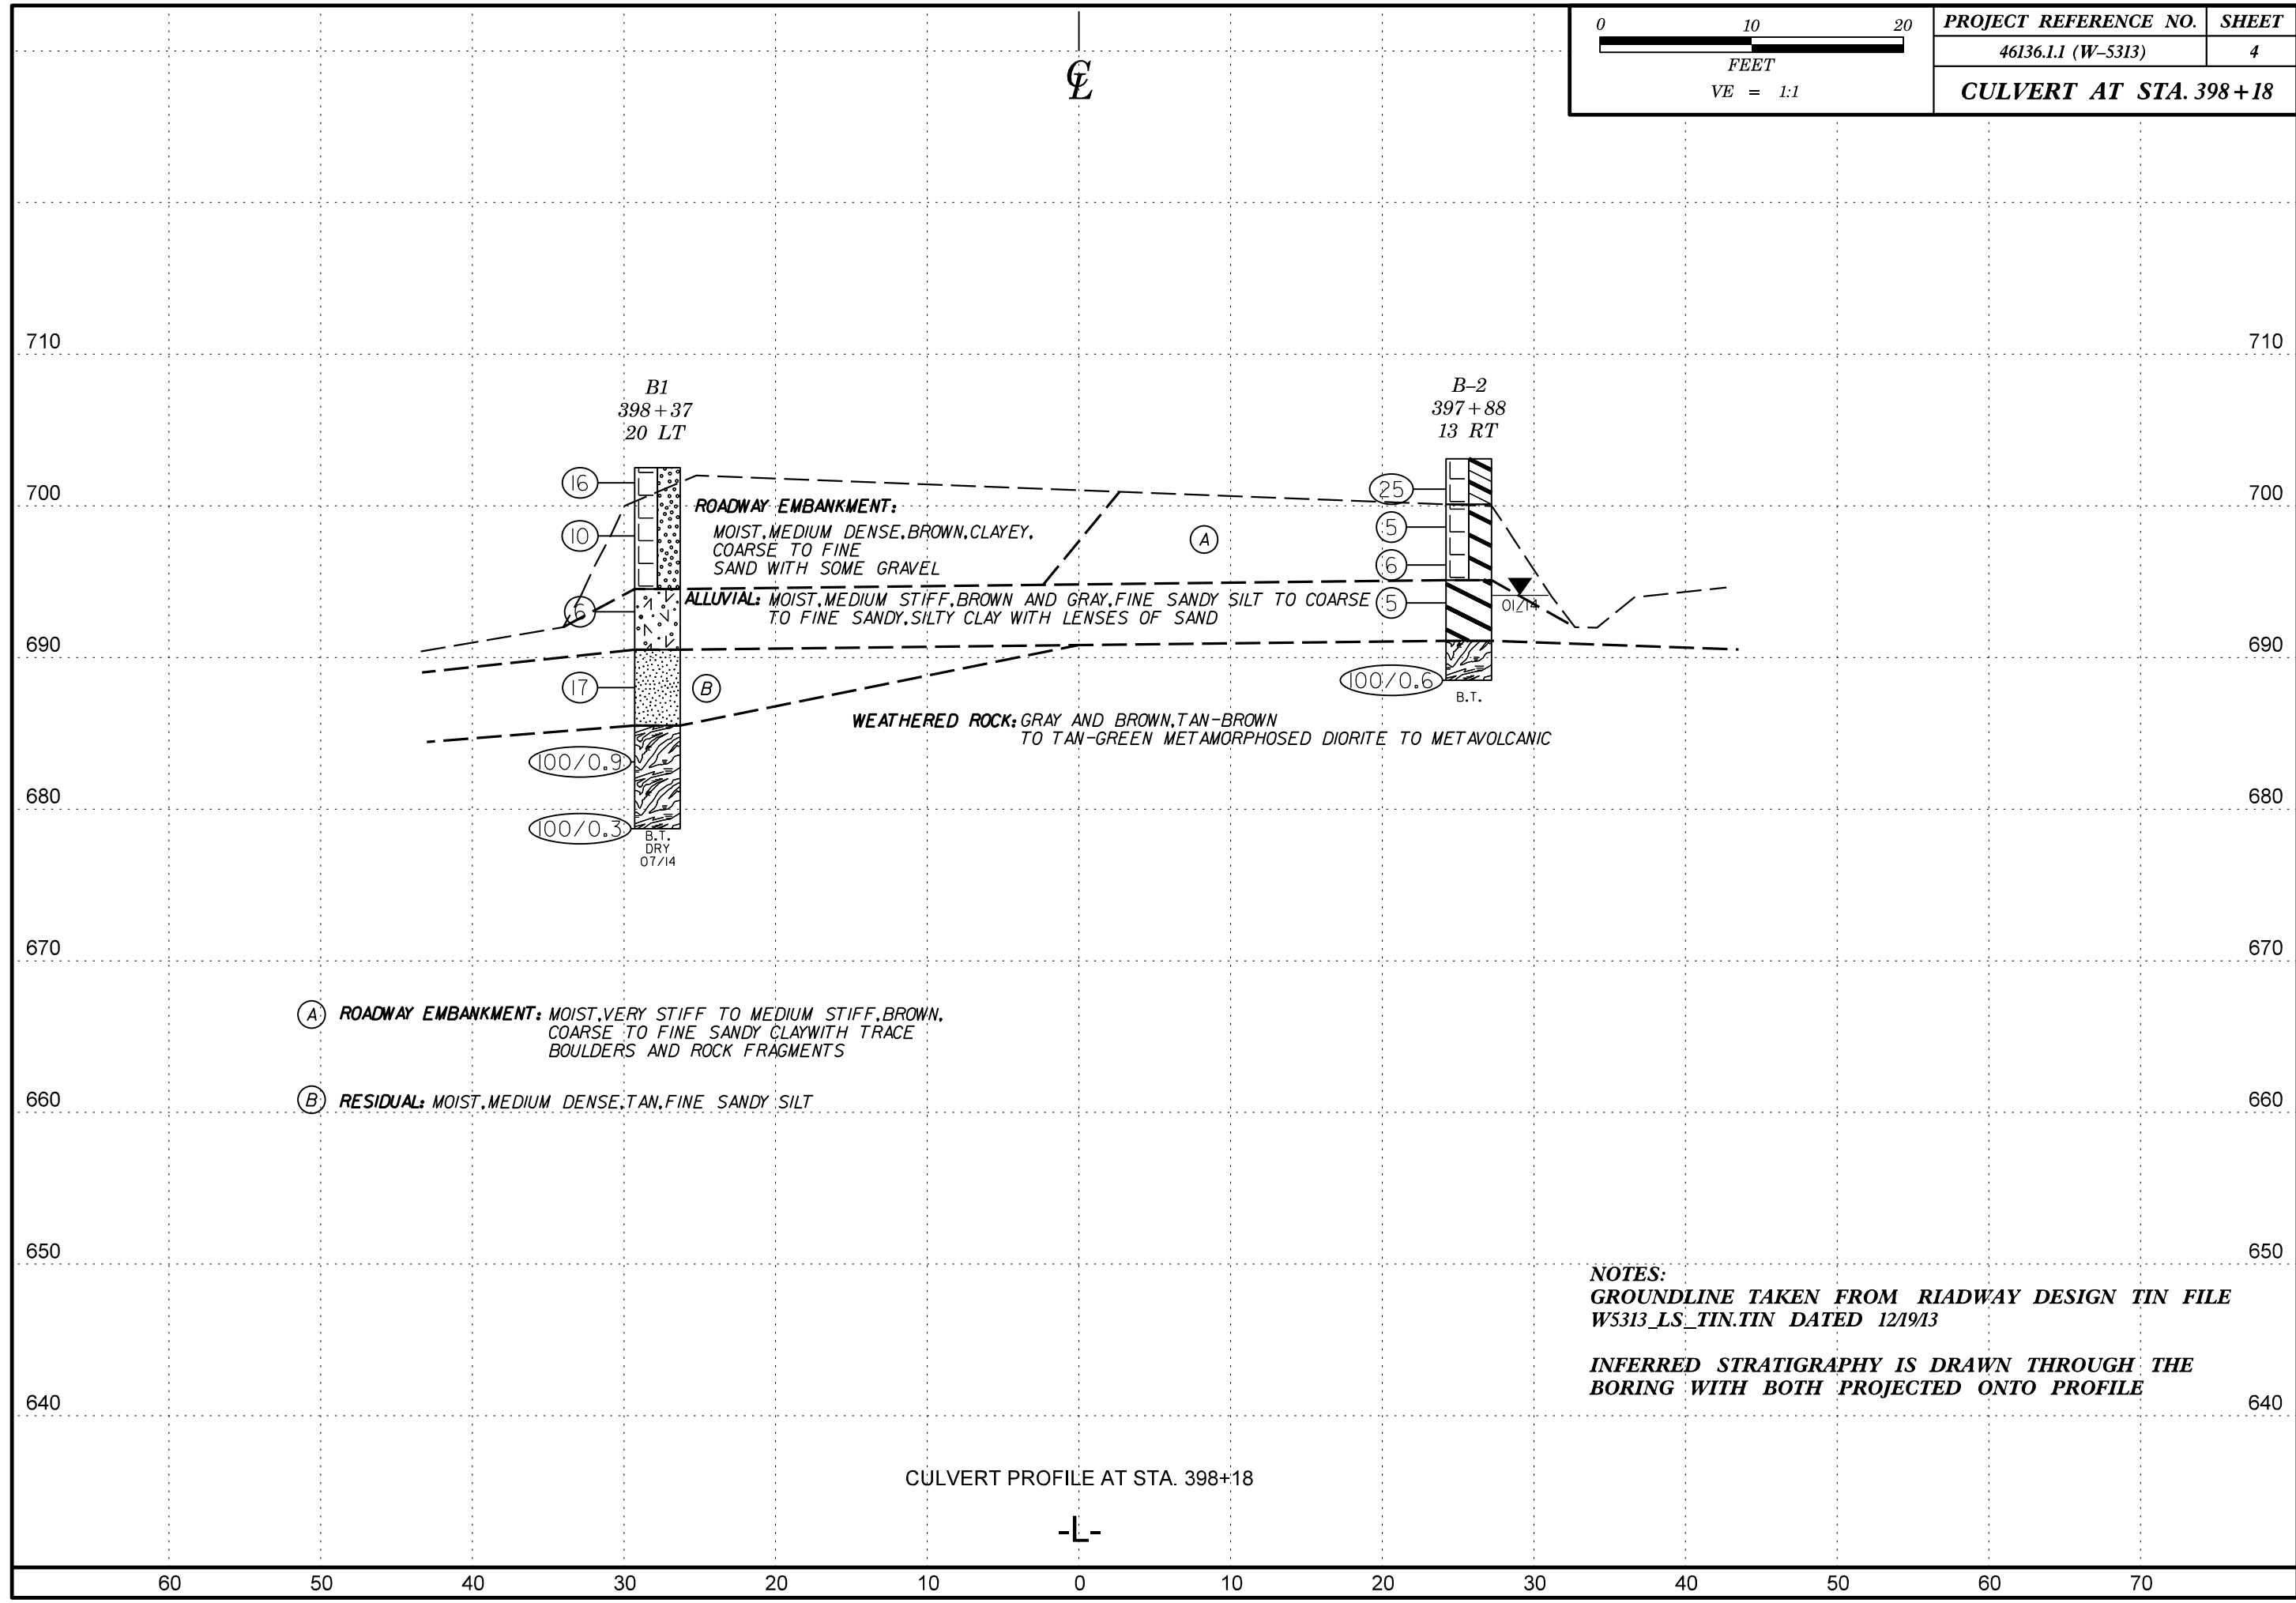 0 10 20
FEET
VE = 1:1
PROJECT REFERENCE NO. SHEET
46136.1.1 (W–5313) 4
CULVERT AT STA. 398+18
CL
710 710
B1
398+37
20 LT
B–2
397+88
13 RT
16
25
700 700
ROADWAY EMBANKMENT:
MOIST,MEDIUM DENSE,BROWN,CLAYEY,
COARSE TO FINE
SAND WITH SOME GRAVEL
10
A
5
6
ALLUVIAL: MOIST,MEDIUM STIFF,BROWN AND GRAY,FINE SANDY SILT TO COARSE
TO FINE SANDY,SILTY CLAY WITH LENSES OF SAND
6
5
01/14
690 690
17
B
100/0.6
B.T.
WEATHERED ROCK: GRAY AND BROWN,TAN-BROWN
TO TAN-GREEN METAMORPHOSED DIORITE TO METAVOLCANIC
100/0.9
680 680
100/0.3
B.T.
DRY
07/14
670 670
A ROADWAY EMBANKMENT: MOIST,VERY STIFF TO MEDIUM STIFF,BROWN,
COARSE TO FINE SANDY CLAYWITH TRACE
BOULDERS AND ROCK FRAGMENTS
660 660
B RESIDUAL: MOIST,MEDIUM DENSE,TAN,FINE SANDY SILT
650 650
NOTES:
GROUNDLINE TAKEN FROM RIADWAY DESIGN TIN FILE
W5313_LS_TIN.TIN DATED 12/19/13
INFERRED STRATIGRAPHY IS DRAWN THROUGH THE
BORING WITH BOTH PROJECTED ONTO PROFILE
640 640
CULVERT PROFILE AT STA. 398+18
-L-
60 50 40 30 20 10 0 10 20 30 40 50 60 70